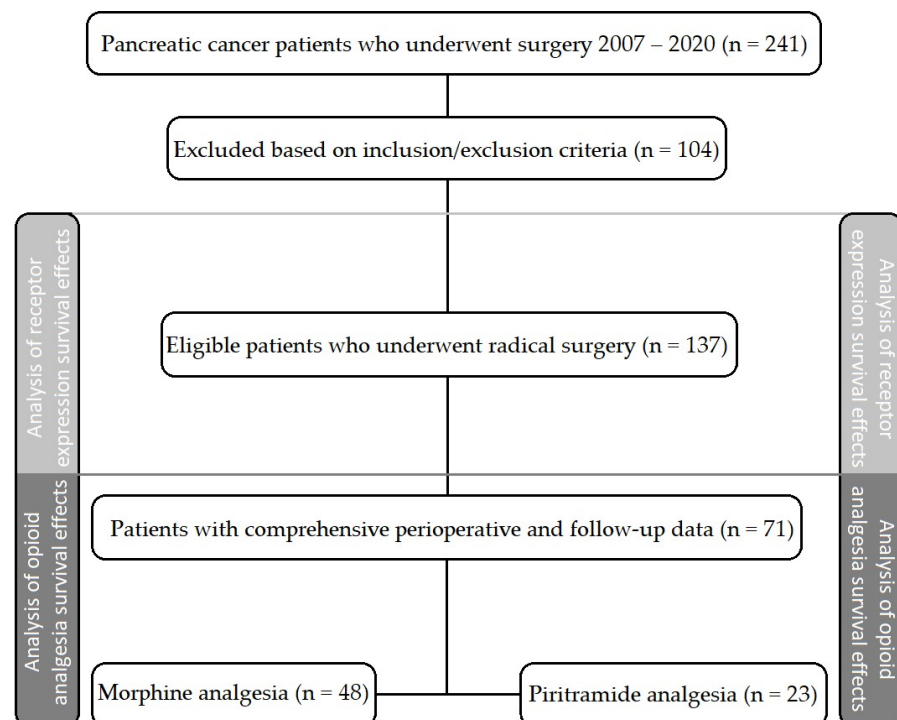 Pancreatic cancer patients who underwent surgery 2007 – 2020 (n = 241)
Excluded based on inclusion/exclusion criteria (n = 104)
Analysis of receptor
expression survival effects
Eligible patients who underwent radical surgery (n = 137)
Analysis of receptor
expression survival effects
Analysis of opioid
analgesia survival effects
Patients with comprehensive perioperative and follow-up data (n = 71)
Analysis of opioid
analgesia survival effects
Morphine analgesia (n = 48)
Piritramide analgesia (n = 23)